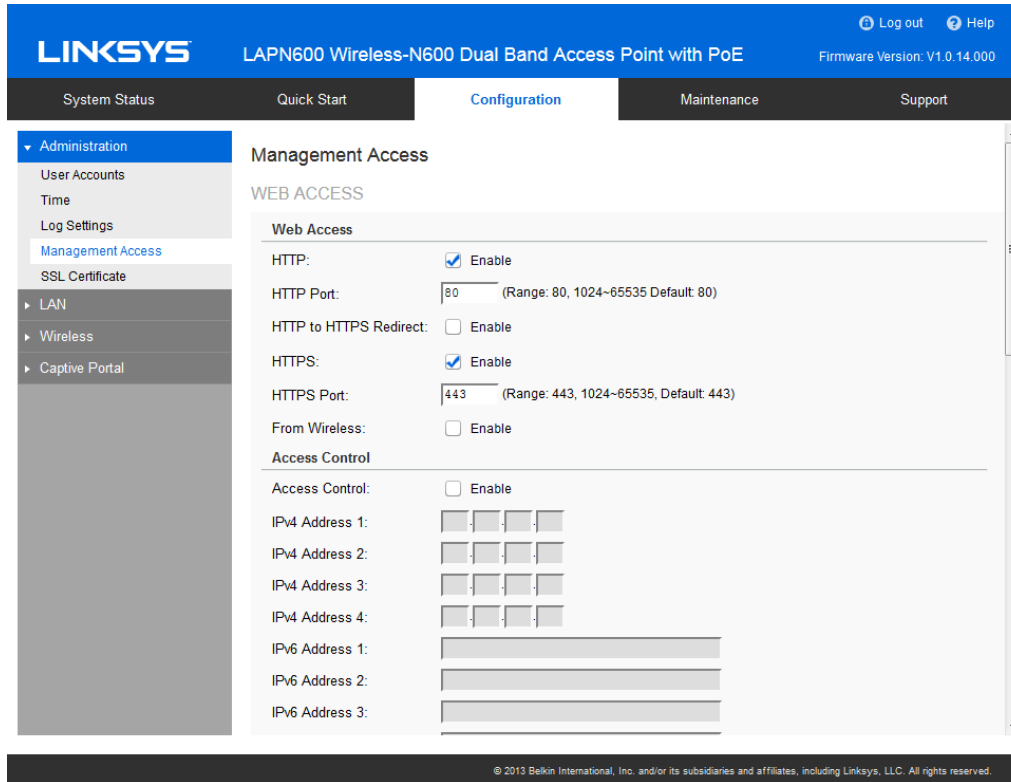 Log out Help
LINKSYS LAPN600 Wireless-N600 Dual Band Access Point with PoE Firmware Version: V1.0.14.000
System Status Quick Start Configuration Maintenance Support
Administration
User Accounts
Time
Log Settings
Management Access
SSL Certificate
LAN
Wireless
Captive Portal
Management Access
WEB ACCESS
Web Access
HTTP: Enable
HTTP Port: 80 (Range: 80, 1024~65535 Default: 80)
HTTP to HTTPS Redirect: Enable
HTTPS: Enable
HTTPS Port: 443 (Range: 443, 1024~65535, Default: 443)
From Wireless: Enable
Access Control
Access Control: Enable
IPv4 Address 1:
IPv4 Address 2:
IPv4 Address 3:
IPv4 Address 4:
IPv6 Address 1:
IPv6 Address 2:
IPv6 Address 3:
© 2013 Belkin International, Inc. and/or its subsidiaries and affiliates, including Linksys, LLC. All rights reserved.